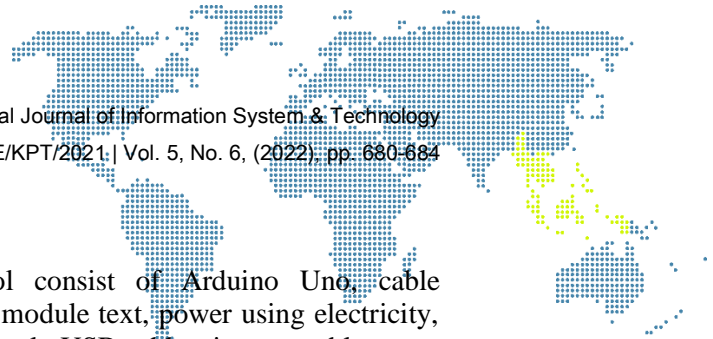 al Journal of Information System & Technology
E/KPT/2021 | Vol. 5, No. 6, (2022), pp. 680-684
ol consist of Arduino Uno, cable
module text, power using electricity,